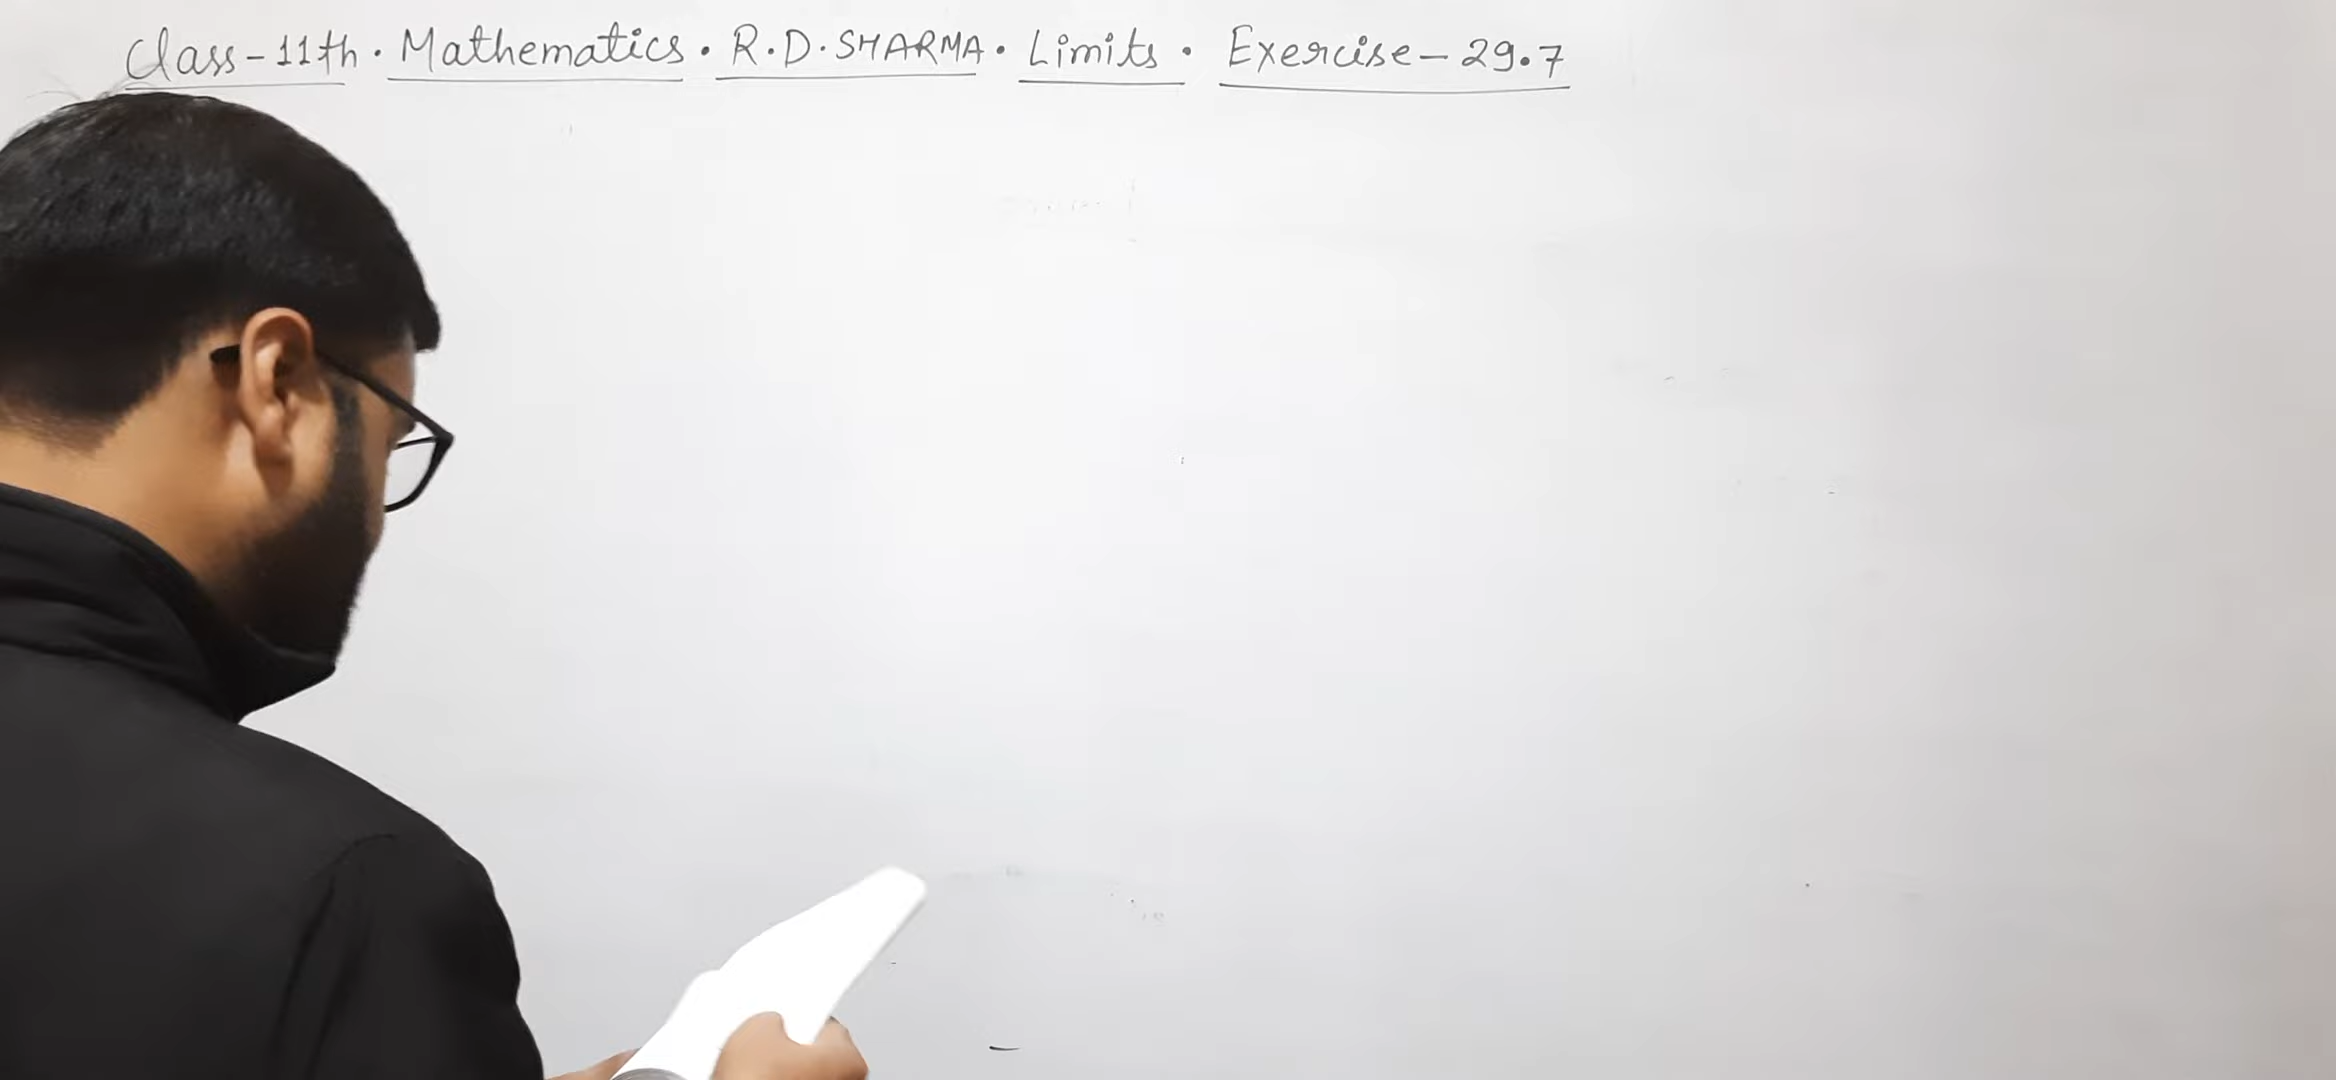 Class-11th · Mathematics · R.D.SHARMA · Limits · Exercise-29.7